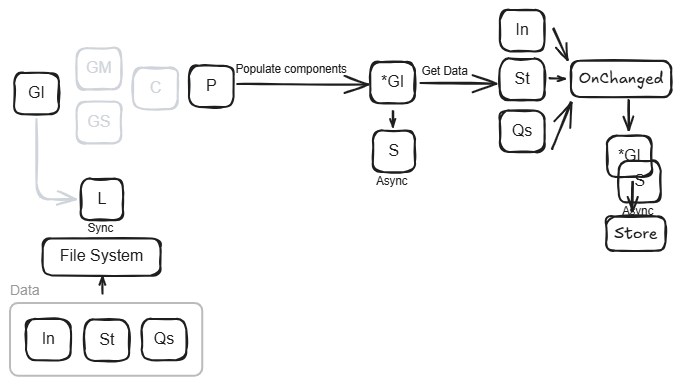 In
GM
GI
C
P
Populate components
*GI
Get Data
St
OnChanged
GS
Qs
S
Async
*GI
S
Async
L
Sync
Store
File System
Data
In
St
Qs